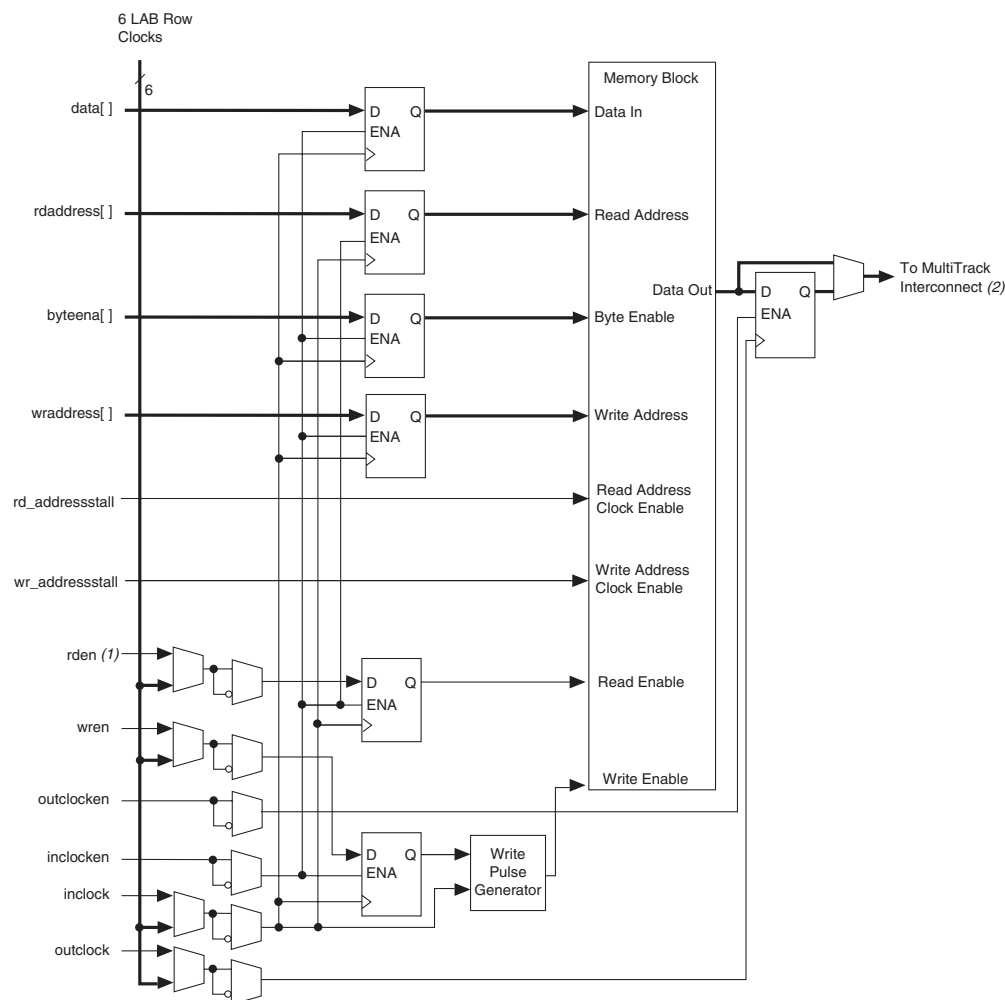 6 LAB Row
Clocks
6
data[ ]
D Q
ENA
Memory Block
Data In
rdaddress[ ]
D Q
ENA
Read Address
byteena[ ]
D Q
ENA
Byte Enable
Data Out
D Q
ENA
To MultiTrack
Interconnect (2)
wraddress[ ]
D Q
ENA
Write Address
rd_addressstall
Read Address
Clock Enable
wr_addressstall
Write Address
Clock Enable
rden (1)
D Q
ENA
Read Enable
wren
Write Enable
outclocken
inclocken
D Q
ENA
Write
Pulse
Generator
inclock
outclock